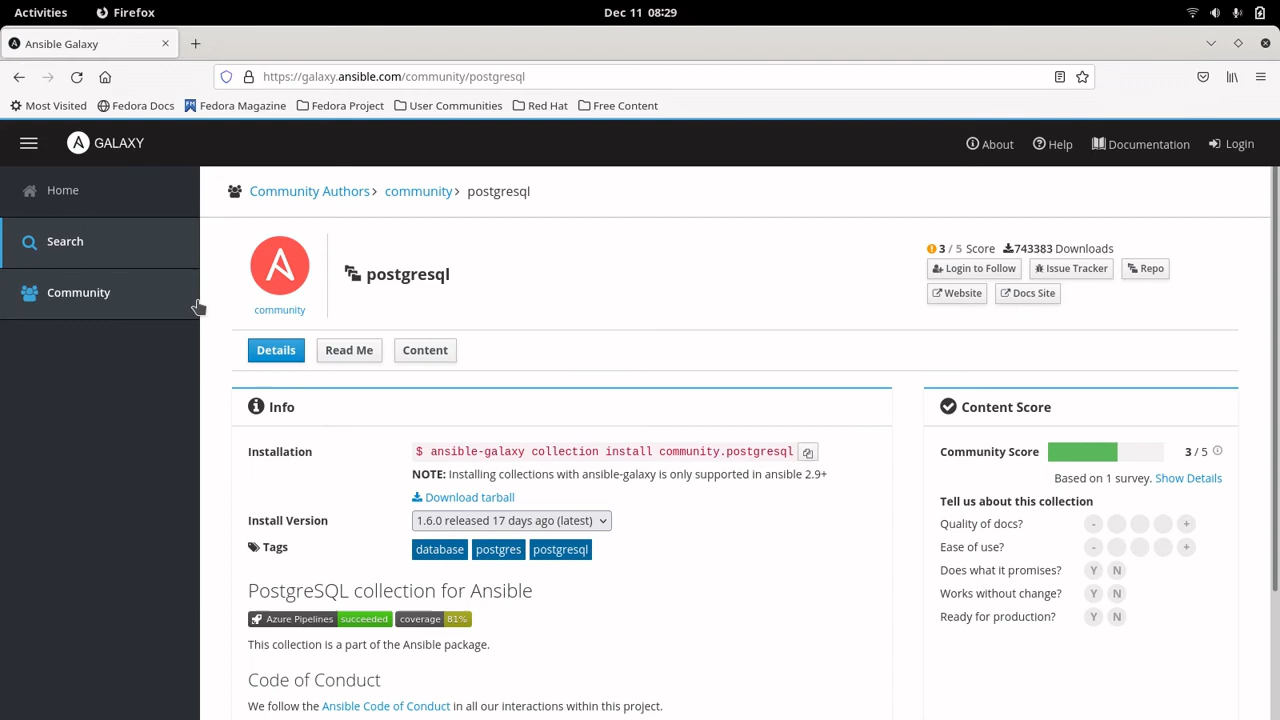 Activities Firefox Dec 11 08:29
Ansible Galaxy
https://galaxy.ansible.com/community/postgresql
Most Visited Fedora Docs Fedora Magazine Fedora Project User Communities Red Hat Free Content
GALAXY About Help Documentation Login
Home
Search
Community
Community Authors > community > postgresql
community
postgresql
3 / 5 Score 743383 Downloads
Login to Follow Issue Tracker Repo
Website Docs Site
Details Read Me Content
Info
Installation $ ansible-galaxy collection install community.postgresql
NOTE: Installing collections with ansible-galaxy is only supported in ansible 2.9+
Download tarball
Install Version 1.6.0 released 17 days ago (latest)
Tags database postgres postgresql
PostgreSQL collection for Ansible
Azure Pipelines succeeded coverage 81%
This collection is a part of the Ansible package.
Code of Conduct
We follow the Ansible Code of Conduct in all our interactions within this project.
Content Score
Community Score 3 / 5
Based on 1 survey. Show Details
Tell us about this collection
Quality of docs? - +
Ease of use? - +
Does what it promises? Y N
Works without change? Y N
Ready for production? Y N